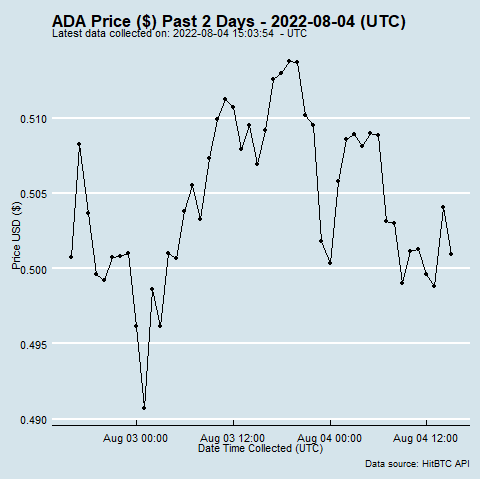 ADA Price ($) Past 2 Days - 2022-08-04 (UTC)
Latest data collected on: 2022-08-04 15:03:54 - UTC
0.510
0.505
0.500
0.495
0.490
Price USD ($)
Aug 03 00:00 Aug 03 12:00 Aug 04 00:00 Aug 04 12:00
Date Time Collected (UTC)
Data source: HitBTC API